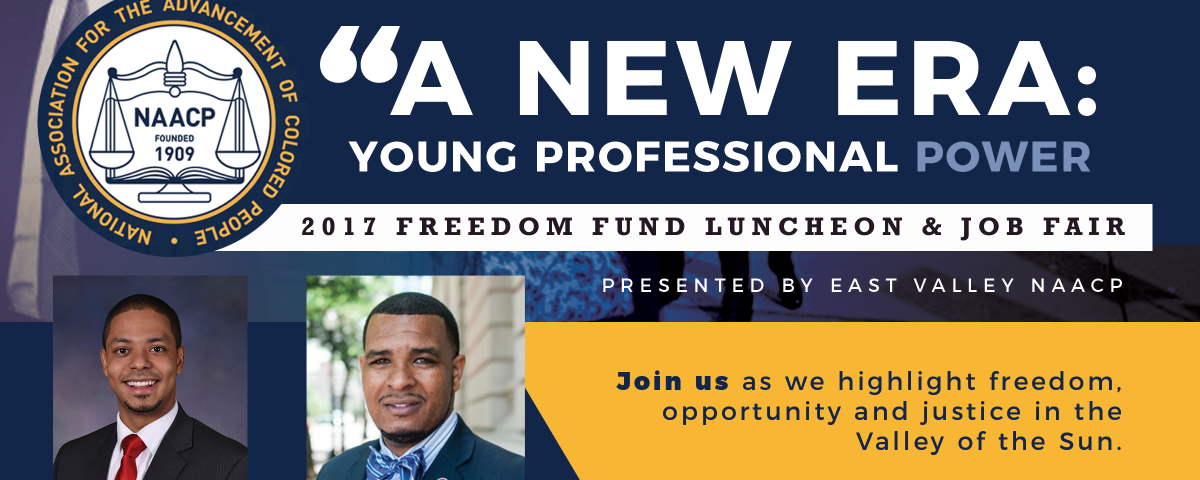 NATIONAL ASSOCIATION FOR THE ADVANCEMENT OF COLORED PEOPLE •
NAACP
FOUNDED
1909
“A NEW ERA:
YOUNG PROFESSIONAL POWER
2017 FREEDOM FUND LUNCHEON & JOB FAIR
PRESENTED BY EAST VALLEY NAACP
Join us as we highlight freedom,
opportunity and justice in the
Valley of the Sun.